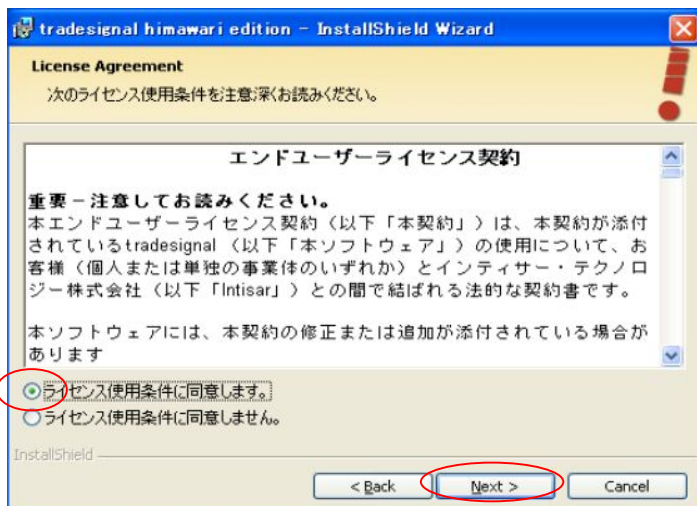 tradesignal himawari edition - InstallShield Wizard
License Agreement
次のライセンス使用条件を注意深くお読みください。
エンドユーザーライセンス契約
重要－注意してお読みください。
本エンドユーザーライセンス契約（以下「本契約」）は、本契約が添付
されているtradesignal（以下「本ソフトウェア」）の使用について、お
客様（個人または単独の事業体のいずれか）とインティサー・テクノロ
ジー株式会社（以下「Intisar」）との間で結ばれる法的な契約書です。
本ソフトウェアには、本契約の修正または追加が添付されている場合が
あります
ライセンス使用条件に同意します。
ライセンス使用条件に同意しません。
InstallShield
< Back Next > Cancel